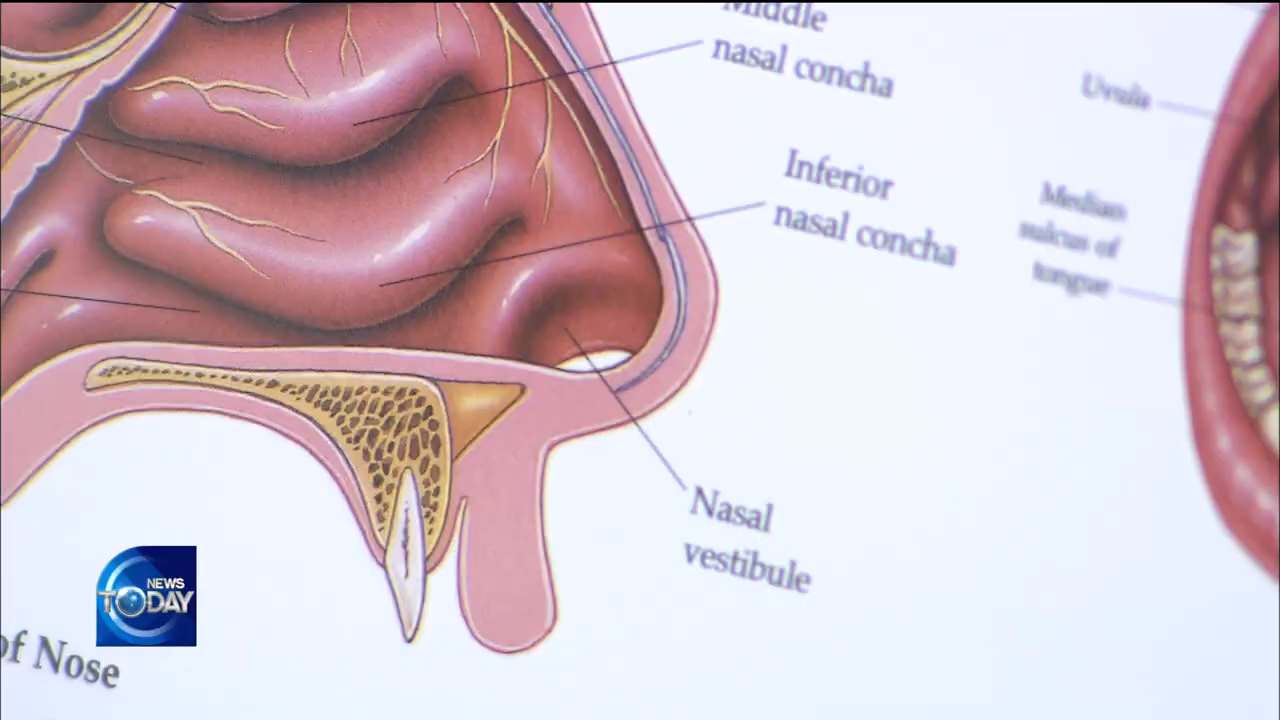 Middle
nasal concha
Inferior
nasal concha
Nasal
vestibule
Uvula
Median
sulcus of
tongue
NEWS
TODAY
of Nose